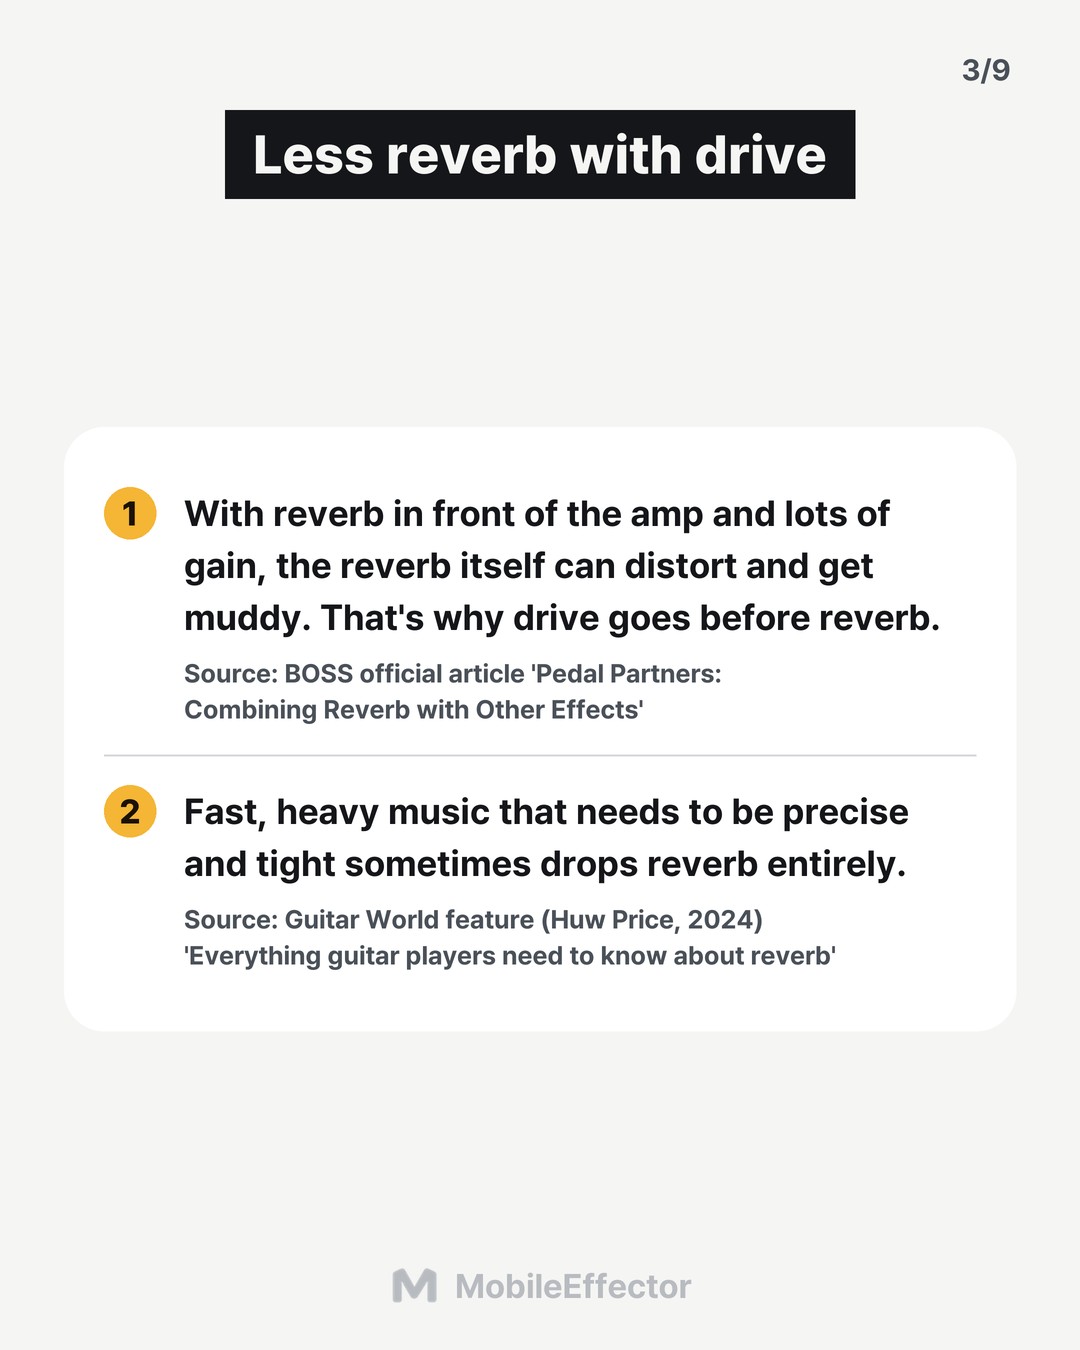 3/9
Less reverb with drive
1
With reverb in front of the amp and lots of
gain, the reverb itself can distort and get
muddy. That's why drive goes before reverb.
Source: BOSS official article 'Pedal Partners:
Combining Reverb with Other Effects'
2
Fast, heavy music that needs to be precise
and tight sometimes drops reverb entirely.
Source: Guitar World feature (Huw Price, 2024)
'Everything guitar players need to know about reverb'
MobileEffector